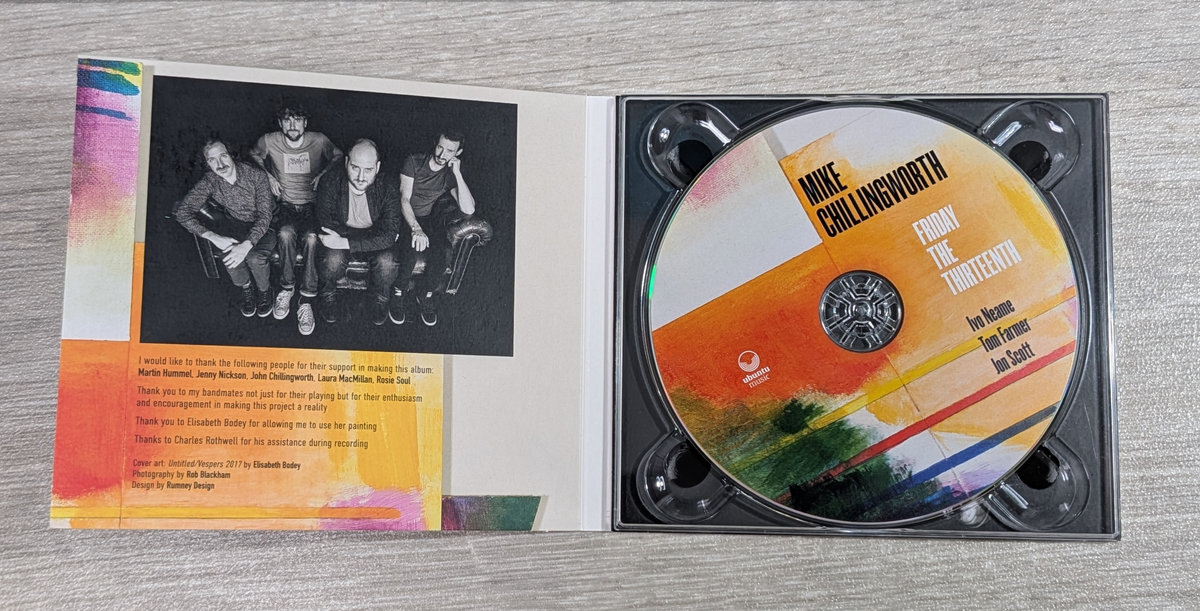 I would like to thank the following people for their support in making this album:
Martin Hummel, Jenny Nickson, John Chillingworth, Laura MacMillan, Rosie Soul
Thank you to my bandmates not just for their playing but for their enthusiasm
and encouragement in making this project a reality
Thank you to Elisabeth Bodey for allowing me to use her painting
Thanks to Charles Rothwell for his assistance during recording
Cover art: Untitled/Vespers 2017 by Elisabeth Bodey
Photography by Rob Blackham
Design by Rumney Design
MIKE
CHILLINGWORTH
FRIDAY
THE
THIRTEENTH
Ivo Neame
Tom Farmer
Jon Scott
ubuntu
music